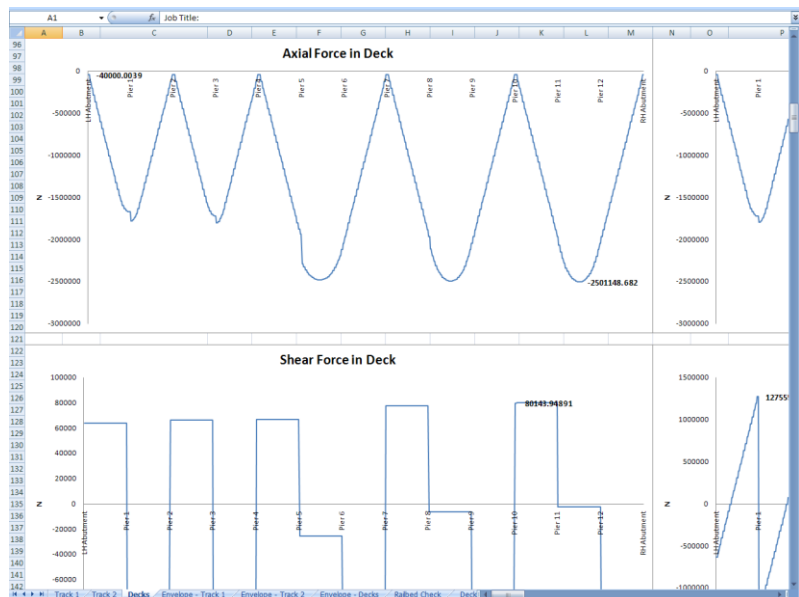 A1 fx Job Title:
A B C D E F G H I J K L M N O P
96
97
98
99
100
101
102
103
104
105
106
107
108
109
110
111
112
113
114
115
116
117
118
119
120
121
122
123
124
125
126
127
128
129
130
131
132
133
134
135
136
137
138
139
140
141
142
Axial Force in Deck
0
-500000
-1000000
-1500000
-2000000
-2500000
-3000000
N
-40000.0039
-2501148.682
LH Abutment
Pier 1
Pier 2
Pier 3
Pier 4
Pier 5
Pier 6
Pier 7
Pier 8
Pier 9
Pier 10
Pier 11
Pier 12
RH Abutment
0
-500000
-1000000
-1500000
-2000000
-2500000
-3000000
N
LH Abutment
Pier 1
Shear Force in Deck
100000
80000
60000
40000
20000
0
-20000
-40000
-60000
N
80143.94891
LH Abutment
Pier 1
Pier 2
Pier 3
Pier 4
Pier 5
Pier 6
Pier 7
Pier 8
Pier 9
Pier 10
Pier 11
Pier 12
RH Abutment
1500000
1000000
500000
0
-500000
-1000000
N
LH Abutment
Pier 1
Track 1 Track 2 Decks Envelope - Track 1 Envelope - Track 2 Envelope - Decks Railbed Check Deck